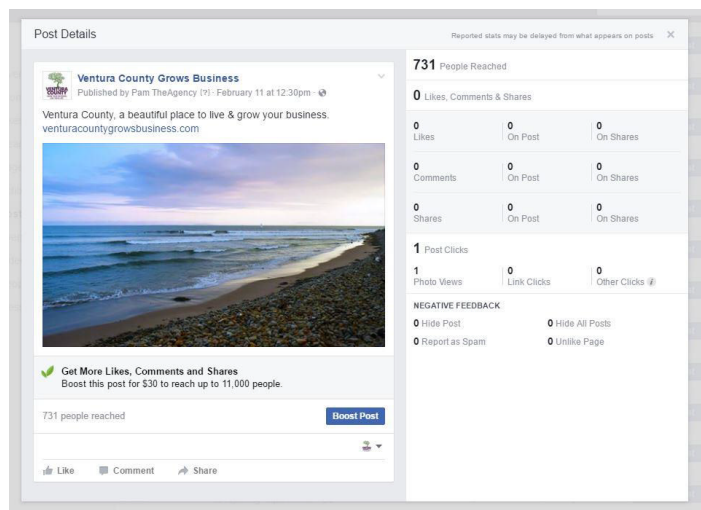 Post Details
Reported stats may be delayed from what appears on posts
Ventura County Grows Business
Published by Pam TheAgency [?] · February 11 at 12:30pm ·
Ventura County, a beautiful place to live & grow your business.
venturacountygrowsbusiness.com
Get More Likes, Comments and Shares
Boost this post for $30 to reach up to 11,000 people.
731 people reached
Boost Post
Like Comment Share
731 People Reached
0 Likes, Comments & Shares
0 0 0
Likes On Post On Shares
0 0 0
Comments On Post On Shares
0 0 0
Shares On Post On Shares
1 Post Clicks
1 0 0
Photo Views Link Clicks Other Clicks
NEGATIVE FEEDBACK
0 Hide Post 0 Hide All Posts
0 Report as Spam 0 Unlike Page